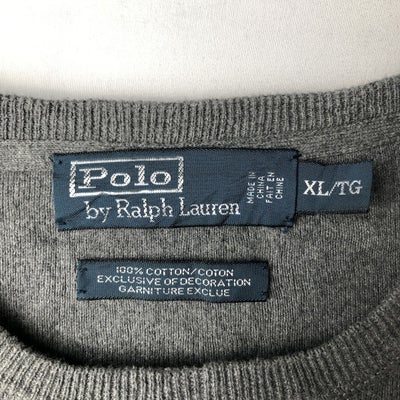 Polo
by Ralph Lauren
MADE IN
CHINA
FAIT EN
CHINE
XL/TG
100% COTTON/COTON
EXCLUSIVE OF DECORATION
GARNITURE EXCLUE